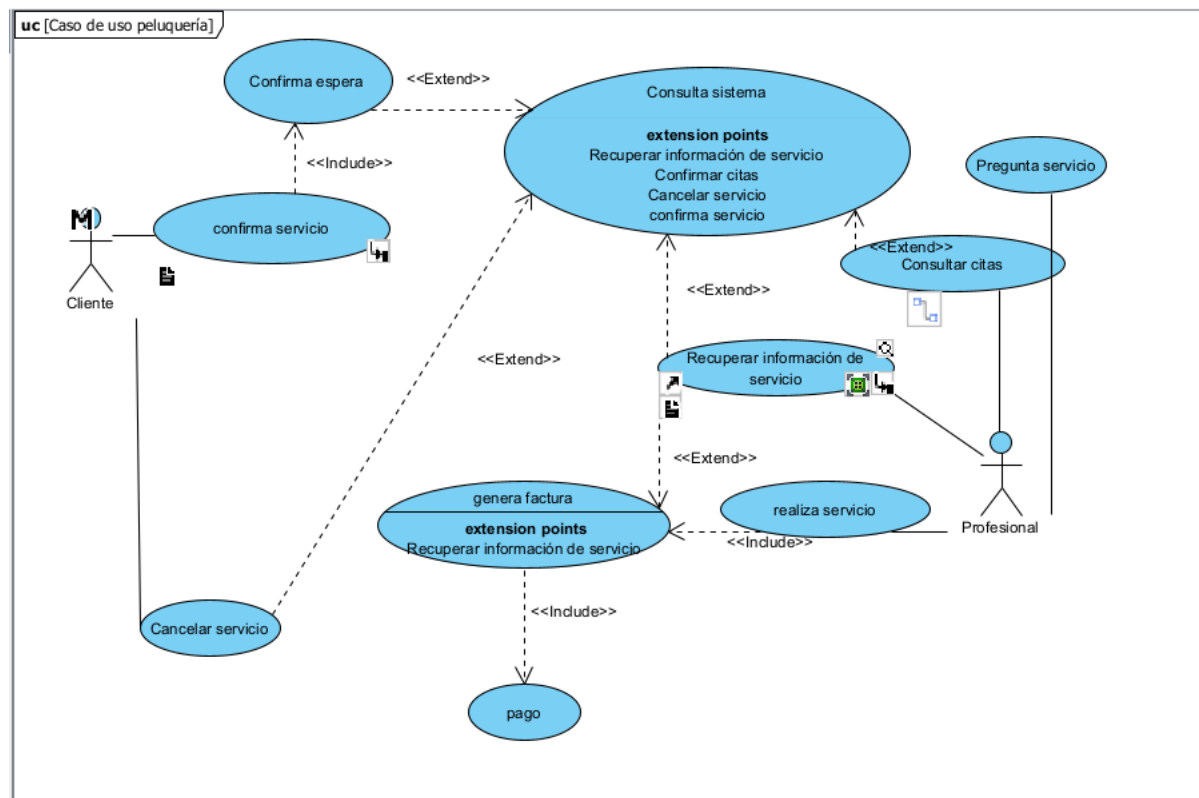 uc [Caso de uso peluquería]
Confirma espera
<<Extend>>
Consulta sistema
extension points
Recuperar información de servicio
Confirmar citas
Cancelar servicio
confirma servicio
Pregunta servicio
<<Include>>
confirma servicio
M
Cliente
<<Extend>>
Consultar citas
<<Extend>>
<<Extend>>
Recuperar información de
servicio
<<Extend>>
genera factura
extension points
Recuperar información de servicio
realiza servicio
Profesional
<<Include>>
<<Include>>
Cancelar servicio
pago